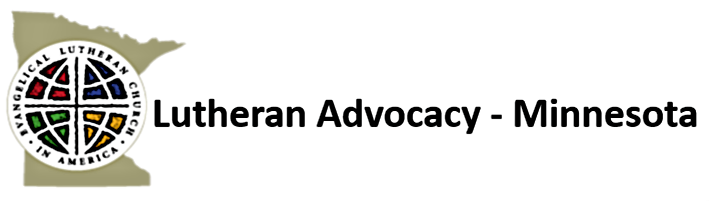 EVANGELICAL LUTHERAN CHURCH
· IN AMERICA ·
Lutheran Advocacy - Minnesota